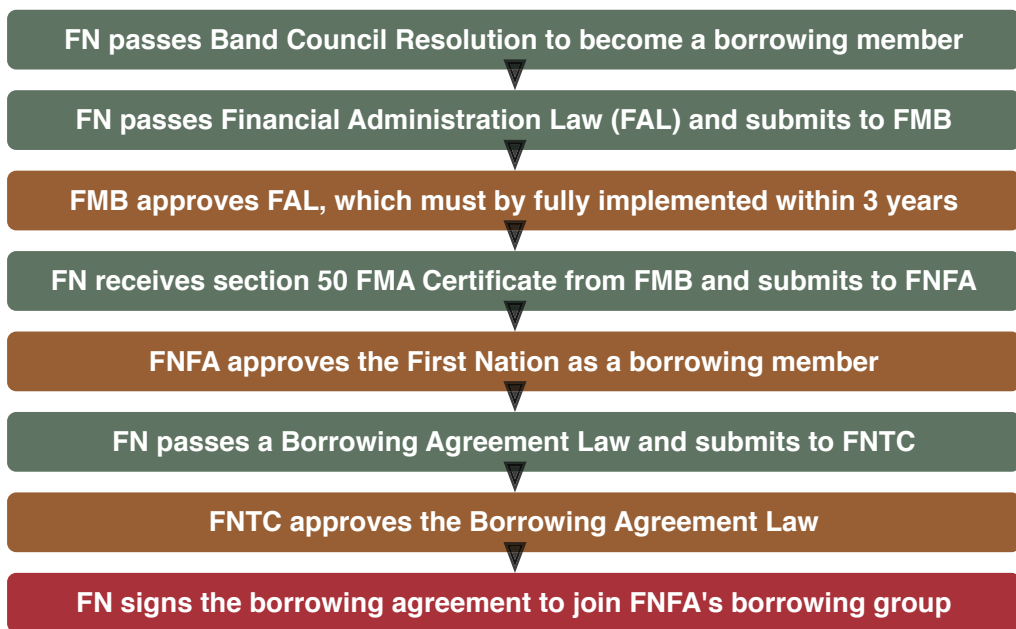 FN passes Band Council Resolution to become a borrowing member
FN passes Financial Administration Law (FAL) and submits to FMB
FMB approves FAL, which must by fully implemented within 3 years
FN receives section 50 FMA Certificate from FMB and submits to FNFA
FNFA approves the First Nation as a borrowing member
FN passes a Borrowing Agreement Law and submits to FNTC
FNTC approves the Borrowing Agreement Law
FN signs the borrowing agreement to join FNFA's borrowing group